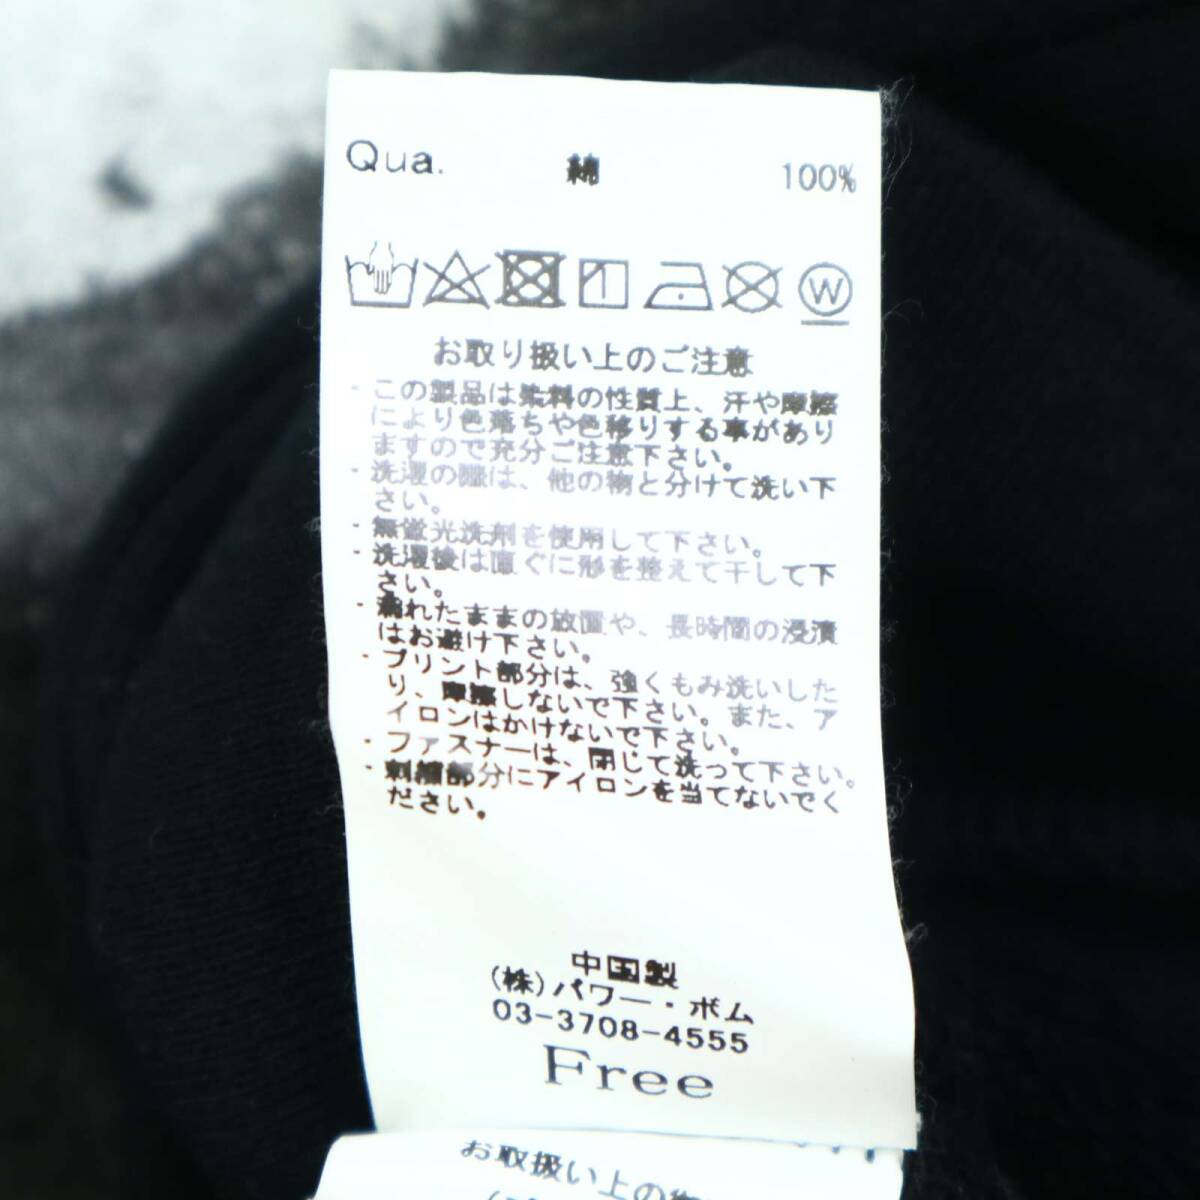 Qua. 綿 100%
W
お取り扱い上のご注意
・この製品は染料の性質上、汗や摩擦
により色落ちや色移りする事があり
ますので充分ご注意下さい。
・洗濯の際は、他の物と分けて洗い下
さい。
・無蛍光洗剤を使用して下さい。
・洗濯後は直ぐに形を整えて干して下
さい。
・濡れたままの放置や、長時間の浸漬
はお避け下さい。
・プリント部分は、強くもみ洗いした
り、摩擦しないで下さい。また、ア
イロンはかけないで下さい。
・ファスナーは、閉じて洗って下さい。
・刺繍部分にアイロンを当てないでく
ださい。
中国製
(株)パワー・ボム
03-3708-4555
Free
お取扱い上の